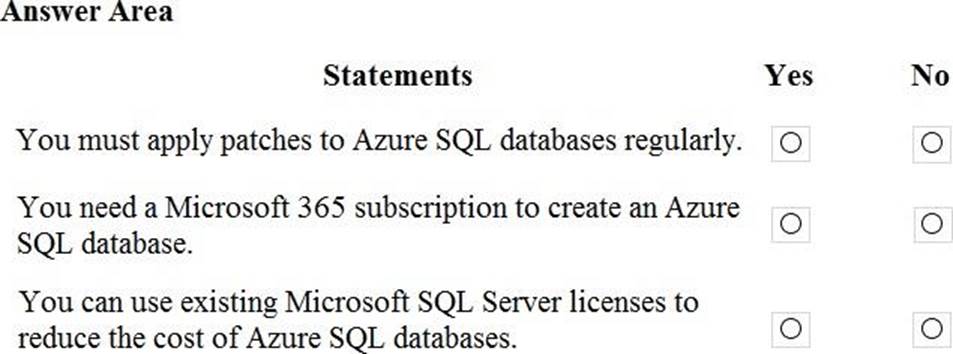 Answer Area
Statements Yes No
You must apply patches to Azure SQL databases regularly.
You need a Microsoft 365 subscription to create an Azure
SQL database.
You can use existing Microsoft SQL Server licenses to
reduce the cost of Azure SQL databases.